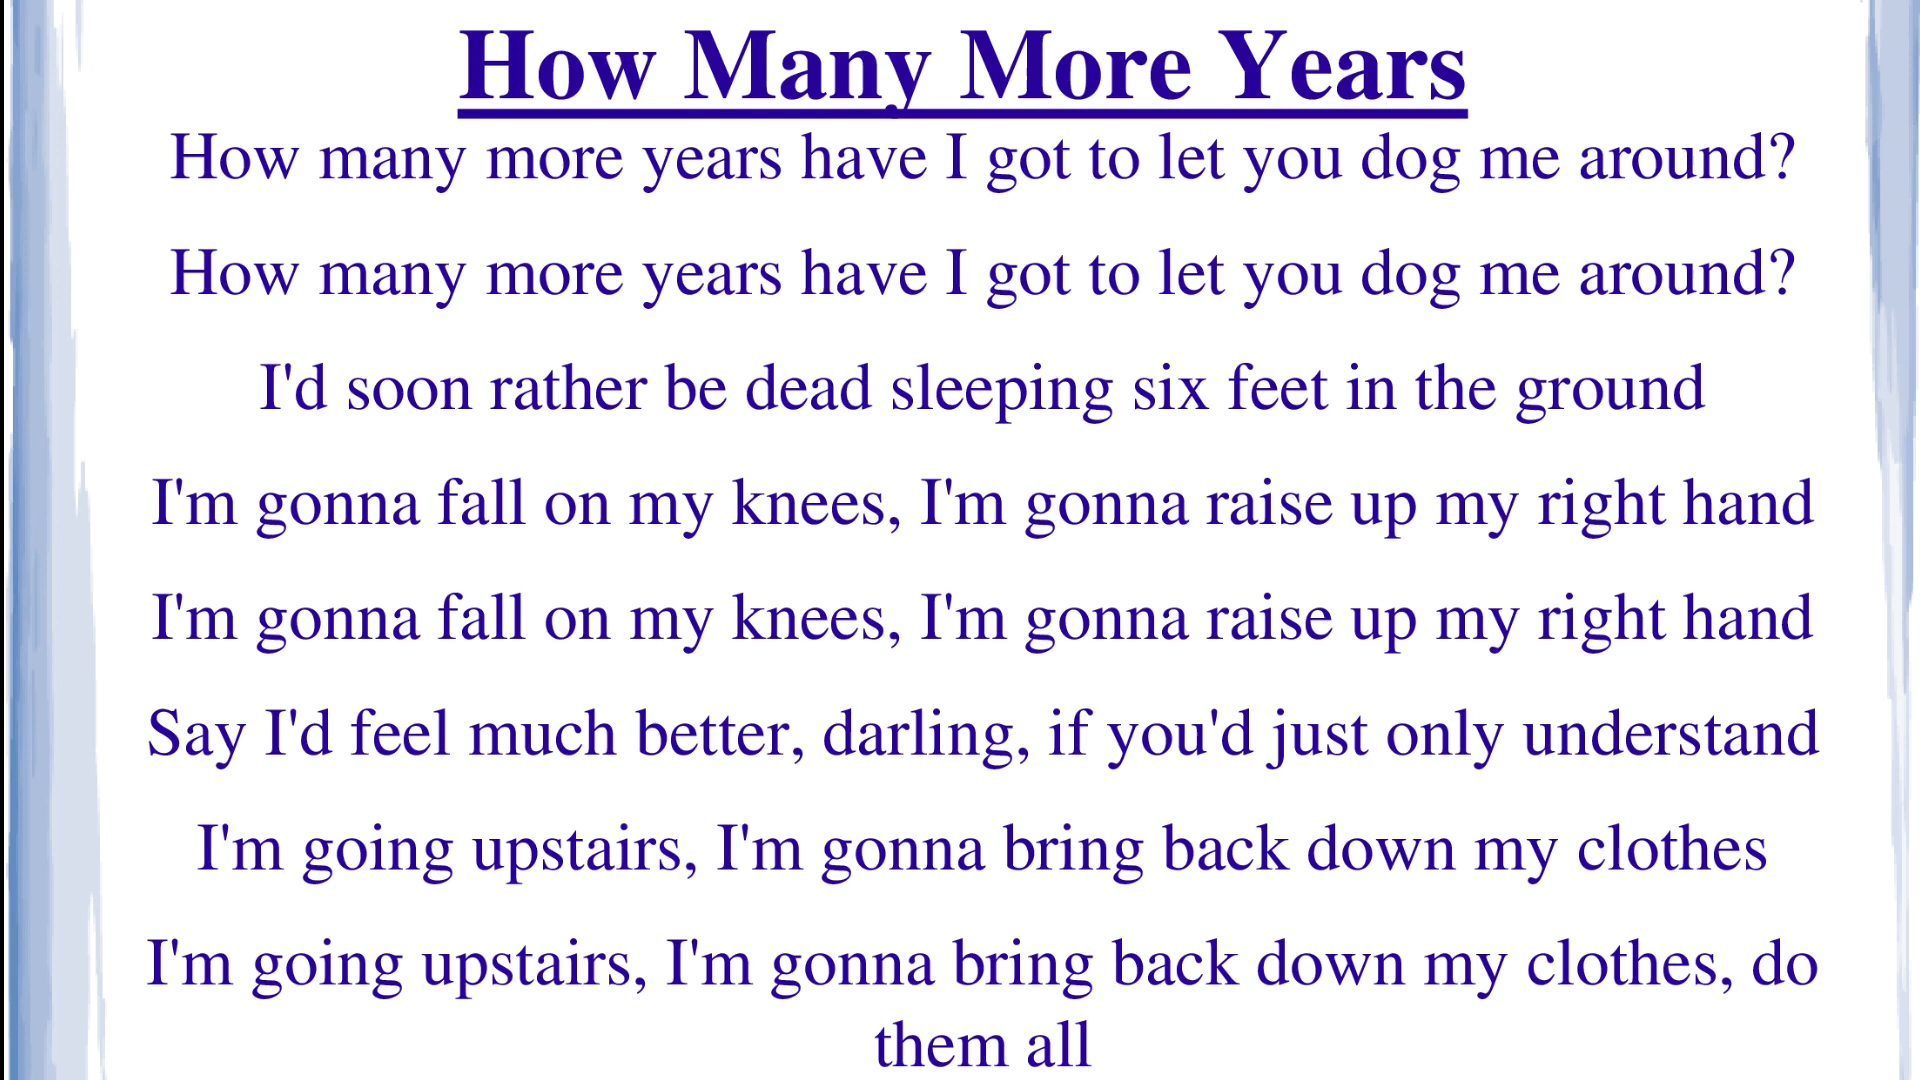 How Many More Years
How many more years have I got to let you dog me around?
How many more years have I got to let you dog me around?
I'd soon rather be dead sleeping six feet in the ground
I'm gonna fall on my knees, I'm gonna raise up my right hand
I'm gonna fall on my knees, I'm gonna raise up my right hand
Say I'd feel much better, darling, if you'd just only understand
I'm going upstairs, I'm gonna bring back down my clothes
I'm going upstairs, I'm gonna bring back down my clothes, do
them all